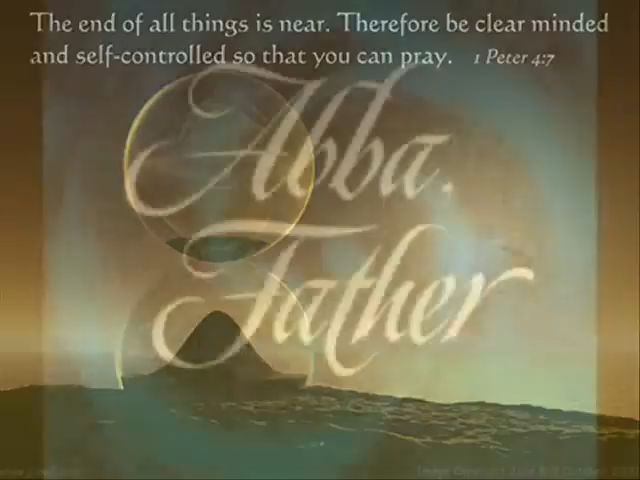 The end of all things is near. Therefore be clear minded
and self-controlled so that you can pray. 1 Peter 4:7
Abba,
Father